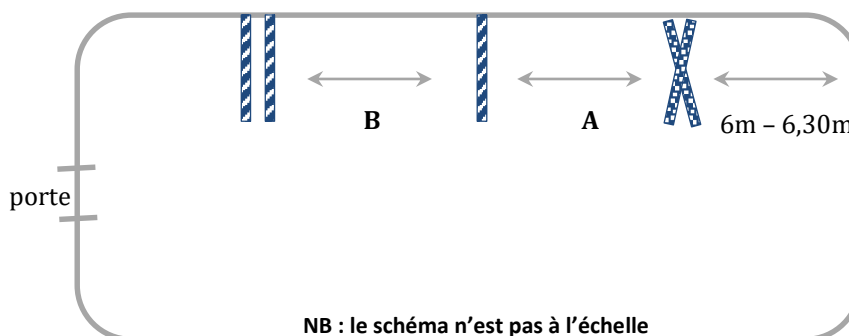 B
A
6m – 6,30m
porte
NB : le schéma n’est pas à l’échelle